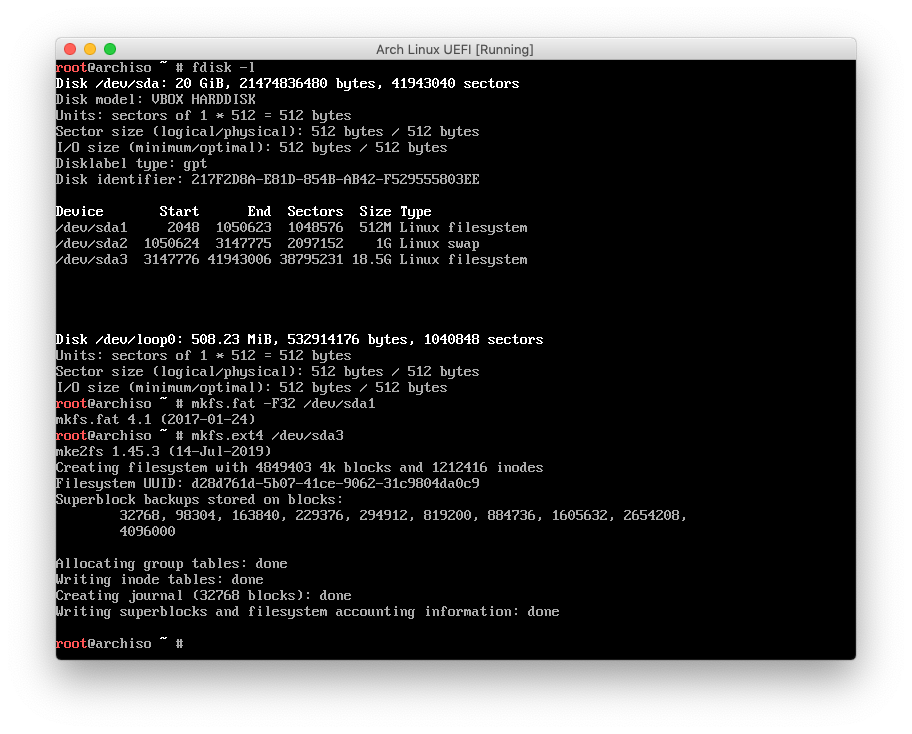 Arch Linux UEFI [Running]
root@archiso ~ # fdisk -l
Disk /dev/sda: 20 GiB, 21474836480 bytes, 41943040 sectors
Disk model: VBOX HARDDISK
Units: sectors of 1 * 512 = 512 bytes
Sector size (logical/physical): 512 bytes / 512 bytes
I/O size (minimum/optimal): 512 bytes / 512 bytes
Disklabel type: gpt
Disk identifier: 217F2D8A-E81D-854B-AB42-F529555803EE
Device       Start      End  Sectors  Size Type
/dev/sda1     2048  1050623  1048576  512M Linux filesystem
/dev/sda2  1050624  3147775  2097152    1G Linux swap
/dev/sda3  3147776 41943006 38795231 18.5G Linux filesystem
Disk /dev/loop0: 508.23 MiB, 532914176 bytes, 1040848 sectors
Units: sectors of 1 * 512 = 512 bytes
Sector size (logical/physical): 512 bytes / 512 bytes
I/O size (minimum/optimal): 512 bytes / 512 bytes
root@archiso ~ # mkfs.fat -F32 /dev/sda1
mkfs.fat 4.1 (2017-01-24)
root@archiso ~ # mkfs.ext4 /dev/sda3
mke2fs 1.45.3 (14-Jul-2019)
Creating filesystem with 4849403 4k blocks and 1212416 inodes
Filesystem UUID: d28d761d-5b07-41ce-9062-31c9804da0c9
Superblock backups stored on blocks:
        32768, 98304, 163840, 229376, 294912, 819200, 884736, 1605632, 2654208,
        4096000
Allocating group tables: done
Writing inode tables: done
Creating journal (32768 blocks): done
Writing superblocks and filesystem accounting information: done
root@archiso ~ #